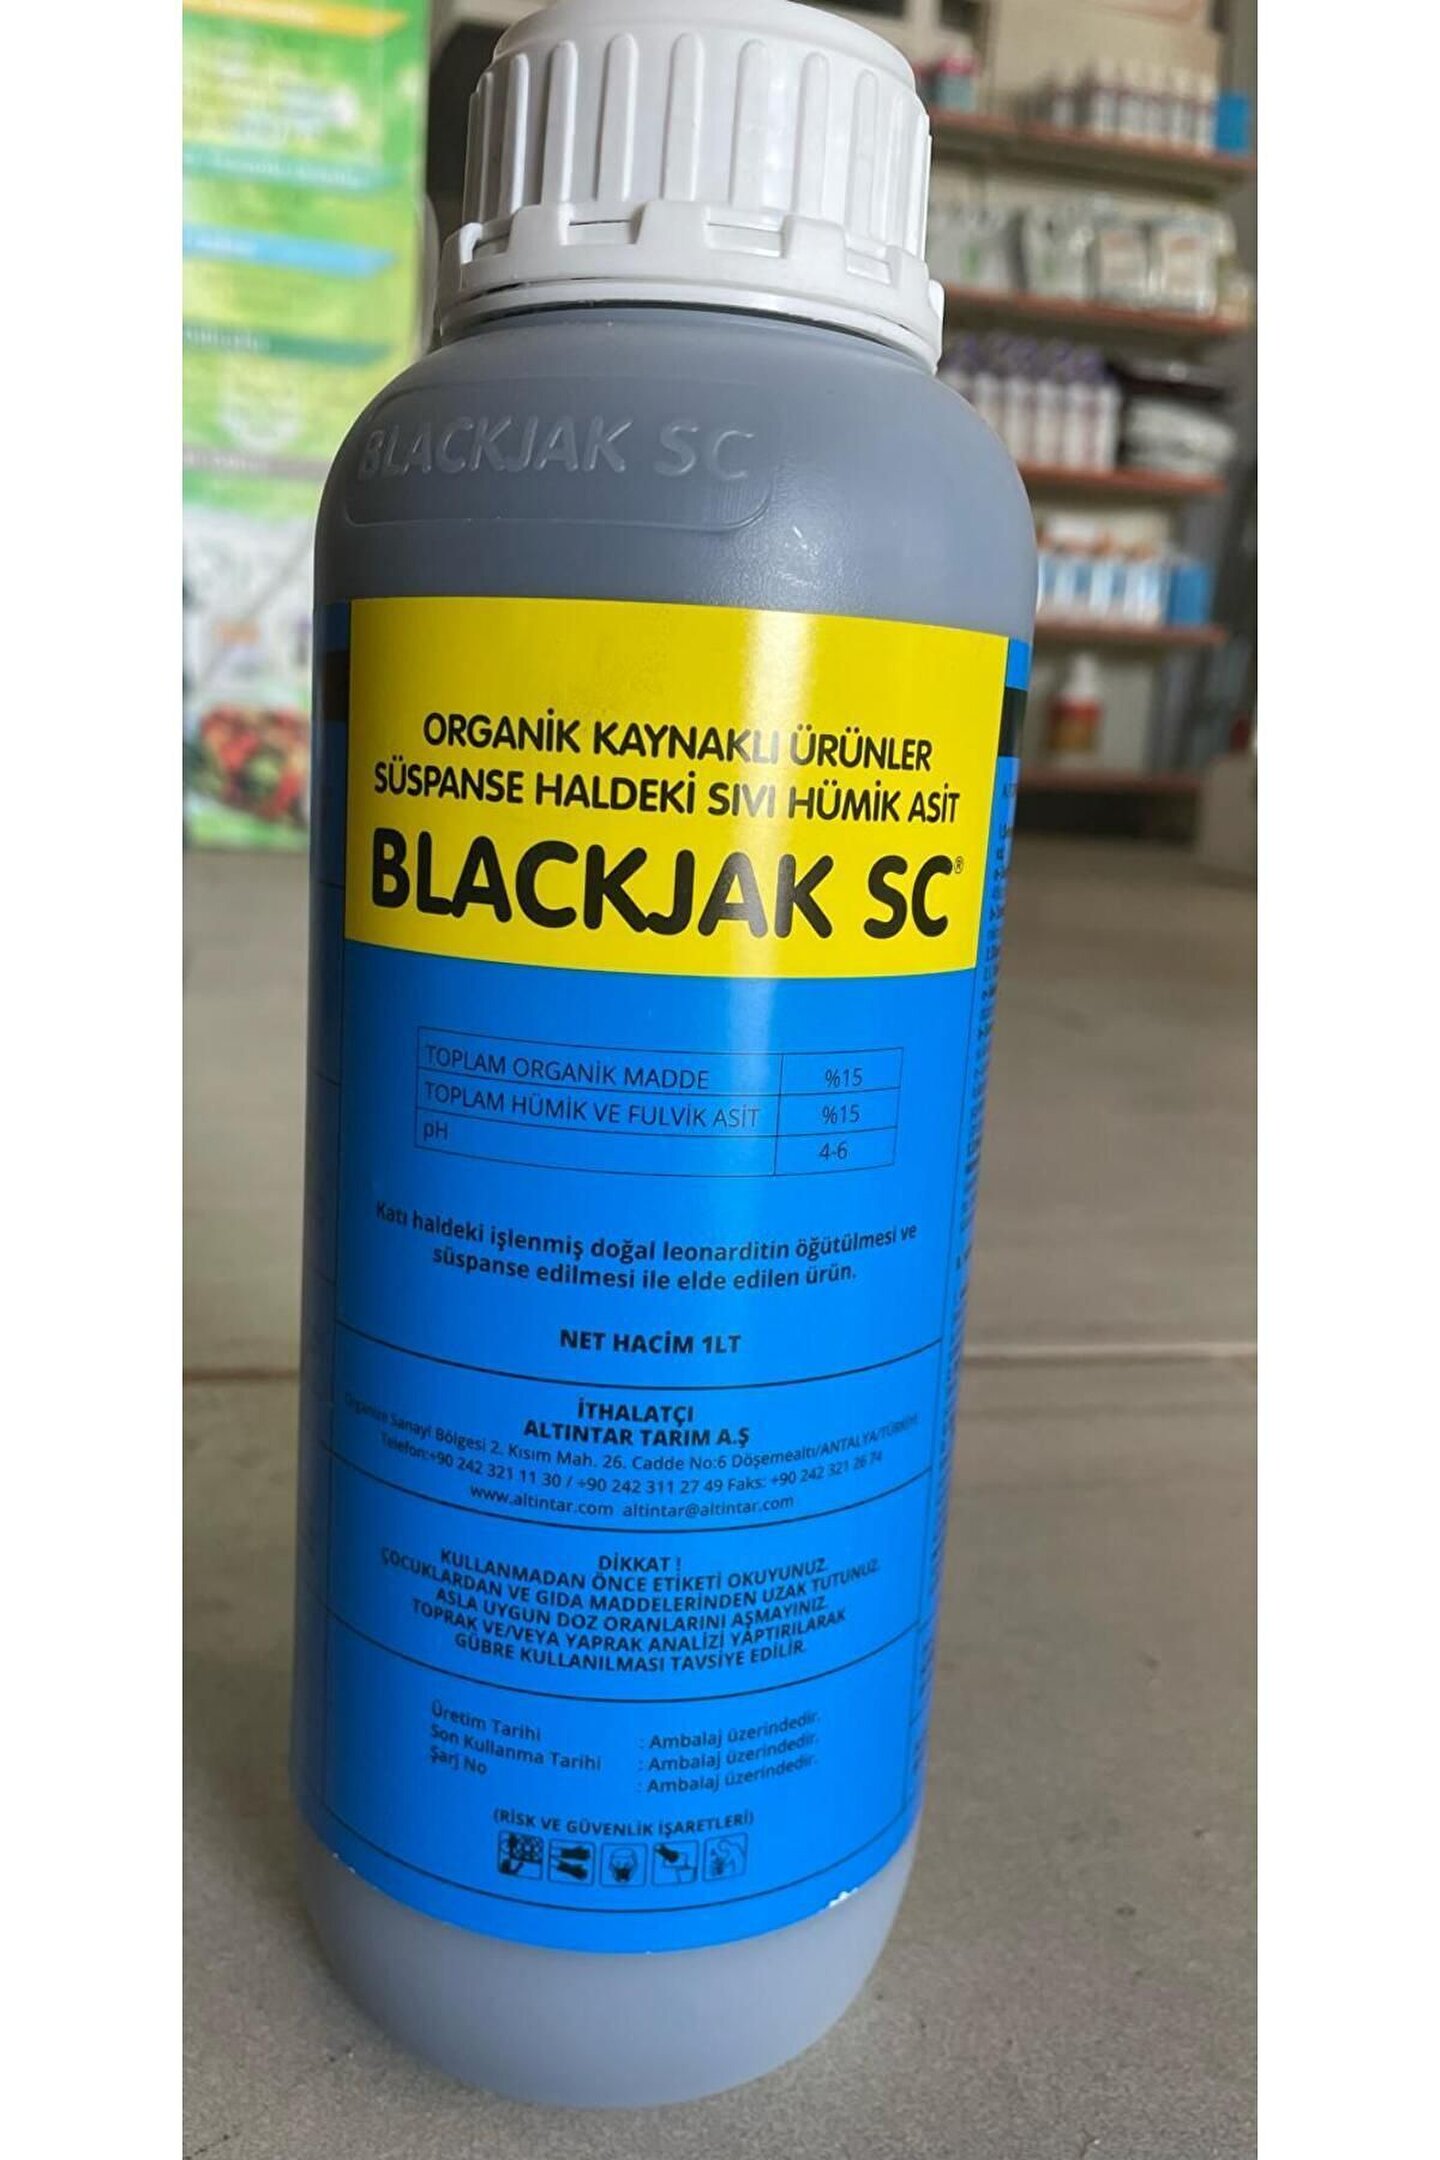 BLACKJAK SC
ORGANİK KAYNAKLI ÜRÜNLER
SÜSPANSE HALDEKİ SIVI HÜMİK ASİT
BLACKJAK SC®
TOPLAM ORGANİK MADDE %15
TOPLAM HÜMİK VE FULVİK ASİT %15
pH 4-6
Katı haldeki işlenmiş doğal leonarditin öğütülmesi ve
süspanse edilmesi ile elde edilen ürün.
NET HACİM 1LT
İTHALATÇI
ALTINTAR TARIM A.Ş
Organize Sanayi Bölgesi 2. Kısım Mah. 26. Cadde No:6 Döşemealtı/ANTALYA/TÜRKİYE
Telefon:+90 242 321 11 30 / +90 242 311 27 49 Faks: +90 242 321 26 74
www.altintar.com altintar@altintar.com
DİKKAT !
KULLANMADAN ÖNCE ETİKETİ OKUYUNUZ.
ÇOCUKLARDAN VE GIDA MADDELERİNDEN UZAK TUTUNUZ.
ASLA UYGUN DOZ ORANLARINI AŞMAYINIZ.
TOPRAK VE/VEYA YAPRAK ANALİZİ YAPTIRILARAK
GÜBRE KULLANILMASI TAVSİYE EDİLİR.
Üretim Tarihi : Ambalaj üzerindedir.
Son Kullanma Tarihi : Ambalaj üzerindedir.
Şarj No : Ambalaj üzerindedir.
(RİSK VE GÜVENLİK İŞARETLERİ)